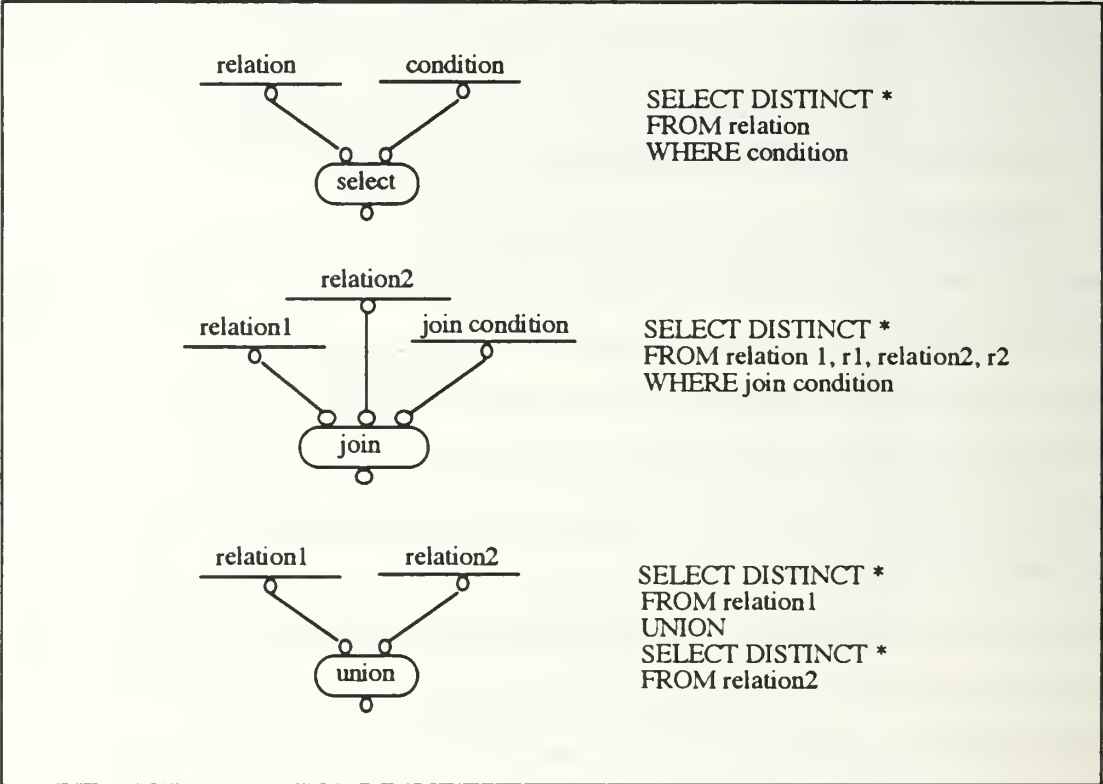 relation condition
SELECT DISTINCT *
FROM relation
WHERE condition
select
relation2
relation1 join condition
SELECT DISTINCT *
FROM relation 1, r1, relation2, r2
WHERE join condition
join
relation1 relation2
SELECT DISTINCT *
FROM relation1
UNION
SELECT DISTINCT *
FROM relation2
union